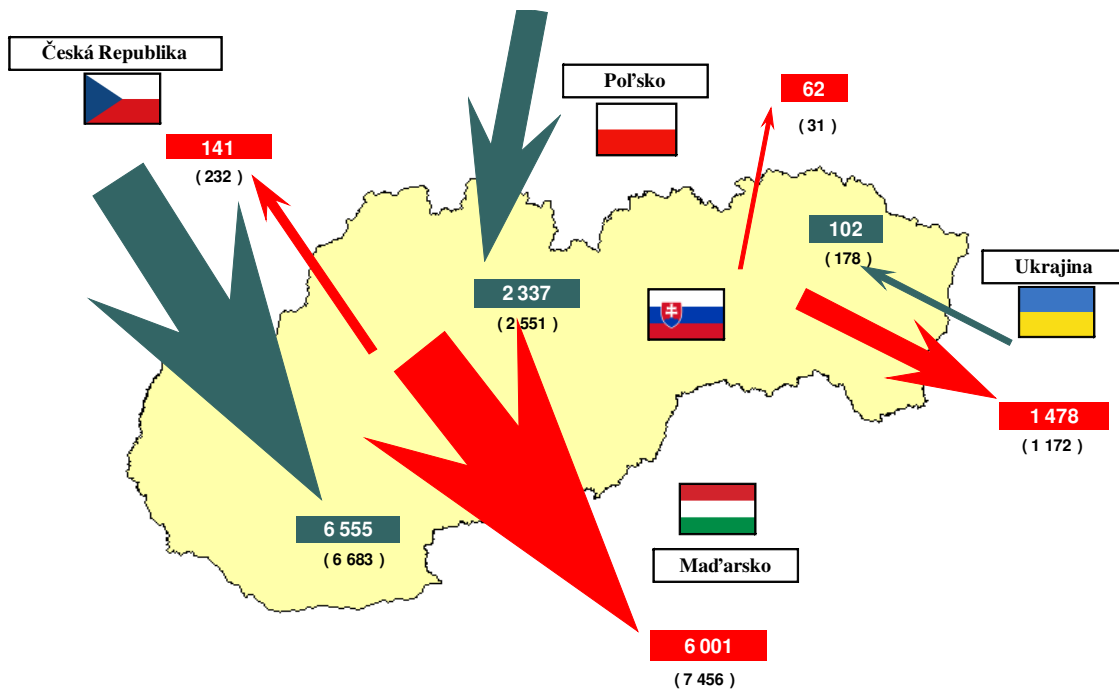 Česká Republika
Poľsko
62
( 31 )
141
( 232 )
102
( 178 )
Ukrajina
2 337
( 2 551 )
1 478
( 1 172 )
6 555
( 6 683 )
Maďarsko
6 001
( 7 456 )